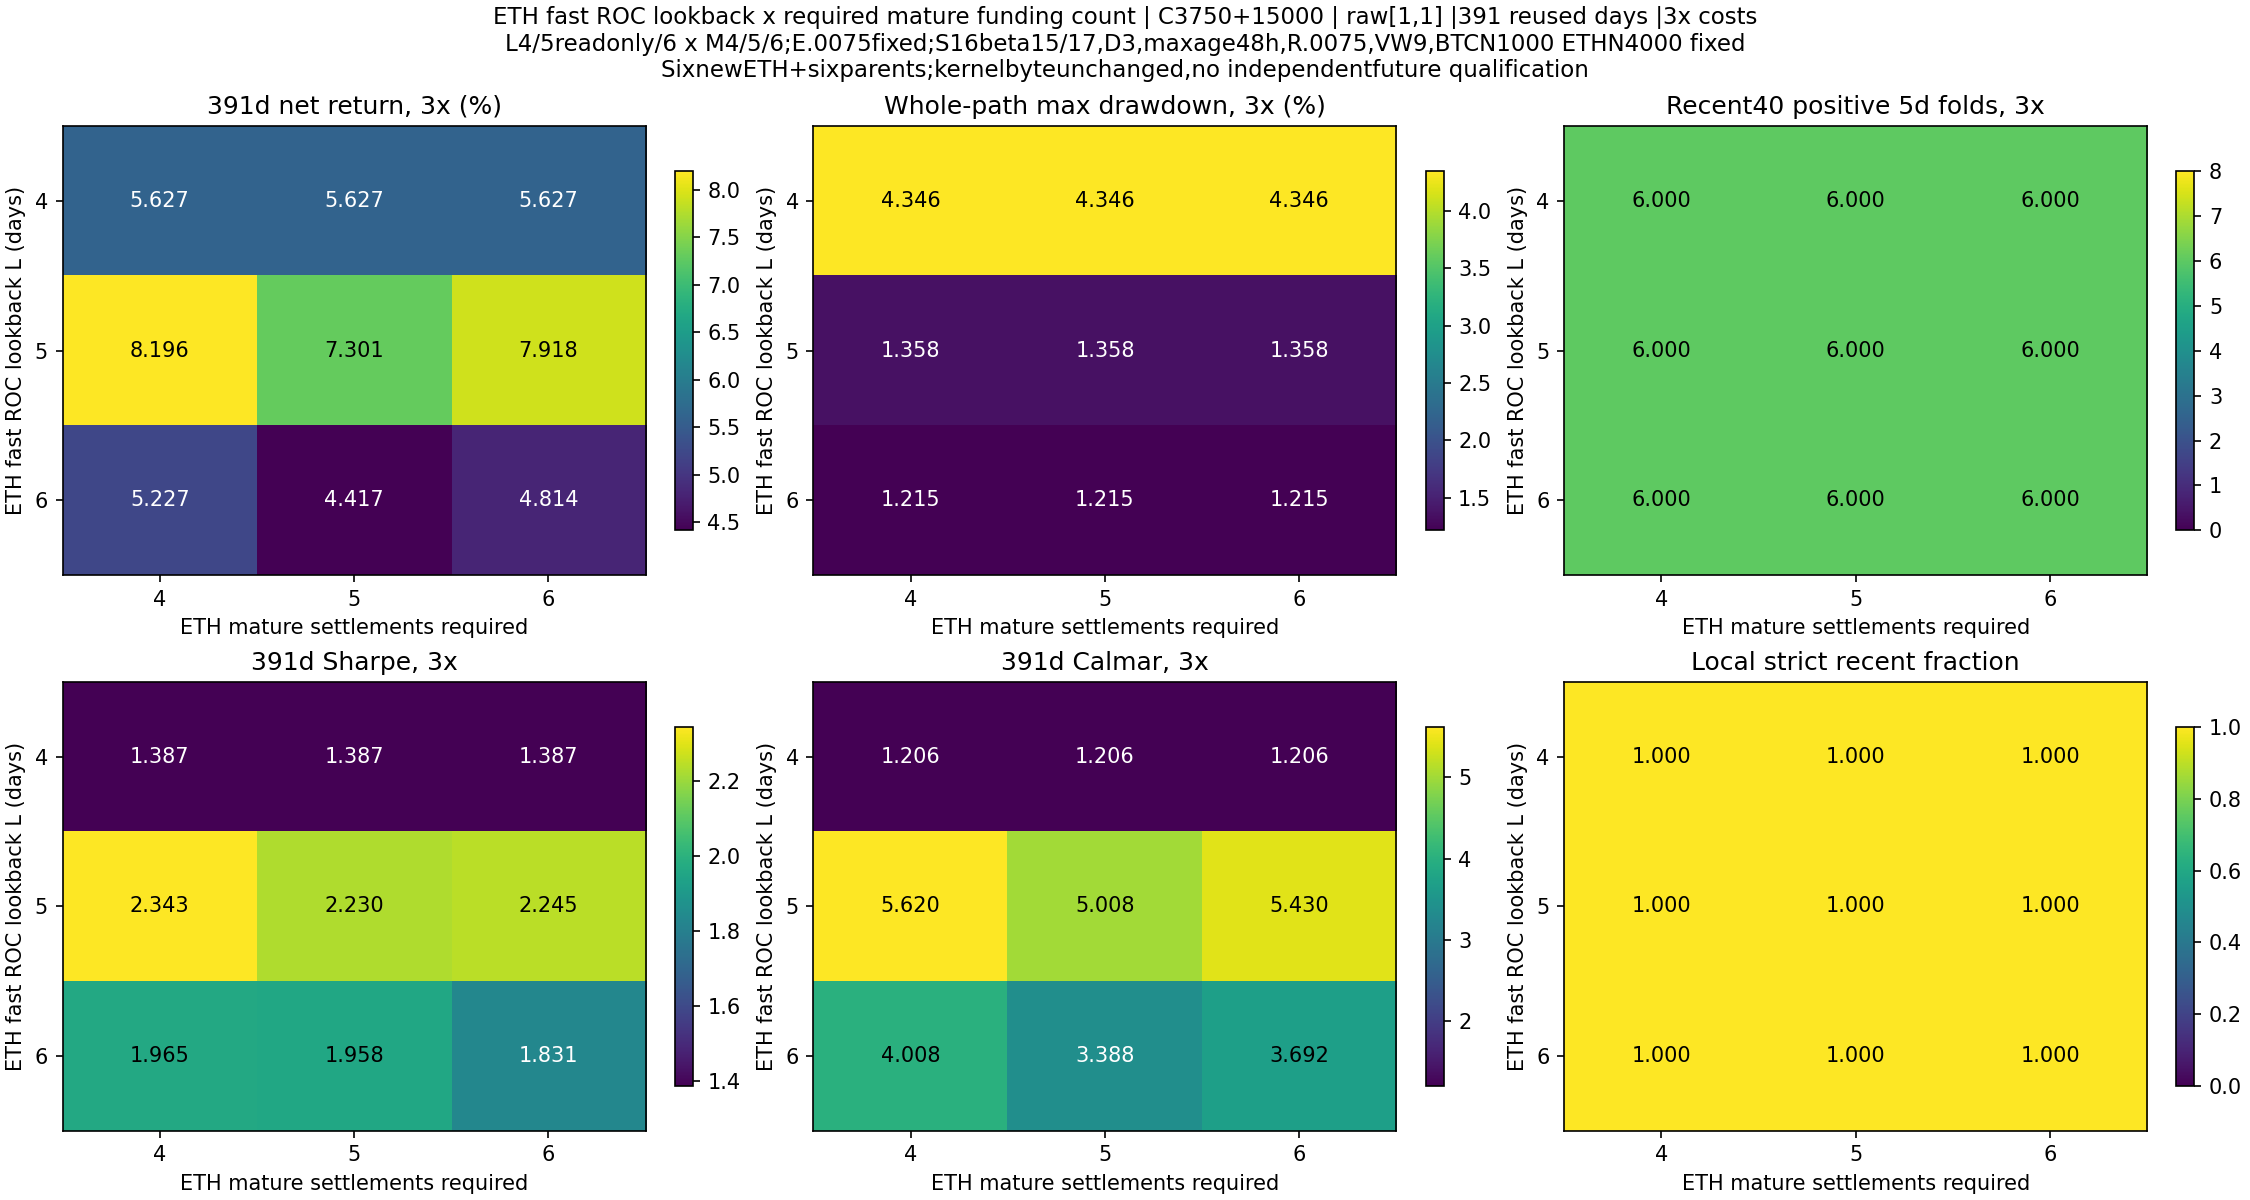 ETH fast ROC lookback x required mature funding count | C3750+15000 | raw[1,1] |391 reused days |3x costs
L4/5readonly/6 x M4/5/6;E.0075fixed;S16beta15/17,D3,maxage48h,R.0075,VW9,BTCN1000 ETHN4000 fixed
SixnewETH+sixparents;kernelbyteunchanged,no independentfuture qualification
391d net return, 3x (%)
ETH fast ROC lookback L (days)
4
5.627 5.627 5.627
5
8.196 7.301 7.918
6
5.227 4.417 4.814
4 5 6
ETH mature settlements required
8.0
7.5
7.0
6.5
6.0
5.5
5.0
4.5
Whole-path max drawdown, 3x (%)
ETH fast ROC lookback L (days)
4
4.346 4.346 4.346
5
1.358 1.358 1.358
6
1.215 1.215 1.215
4 5 6
ETH mature settlements required
4.0
3.5
3.0
2.5
2.0
1.5
Recent40 positive 5d folds, 3x
ETH fast ROC lookback L (days)
4
6.000 6.000 6.000
5
6.000 6.000 6.000
6
6.000 6.000 6.000
4 5 6
ETH mature settlements required
8
7
6
5
4
3
2
1
0
391d Sharpe, 3x
ETH fast ROC lookback L (days)
4
1.387 1.387 1.387
5
2.343 2.230 2.245
6
1.965 1.958 1.831
4 5 6
ETH mature settlements required
2.2
2.0
1.8
1.6
1.4
391d Calmar, 3x
ETH fast ROC lookback L (days)
4
1.206 1.206 1.206
5
5.620 5.008 5.430
6
4.008 3.388 3.692
4 5 6
ETH mature settlements required
5
4
3
2
Local strict recent fraction
ETH fast ROC lookback L (days)
4
1.000 1.000 1.000
5
1.000 1.000 1.000
6
1.000 1.000 1.000
4 5 6
ETH mature settlements required
1.0
0.8
0.6
0.4
0.2
0.0